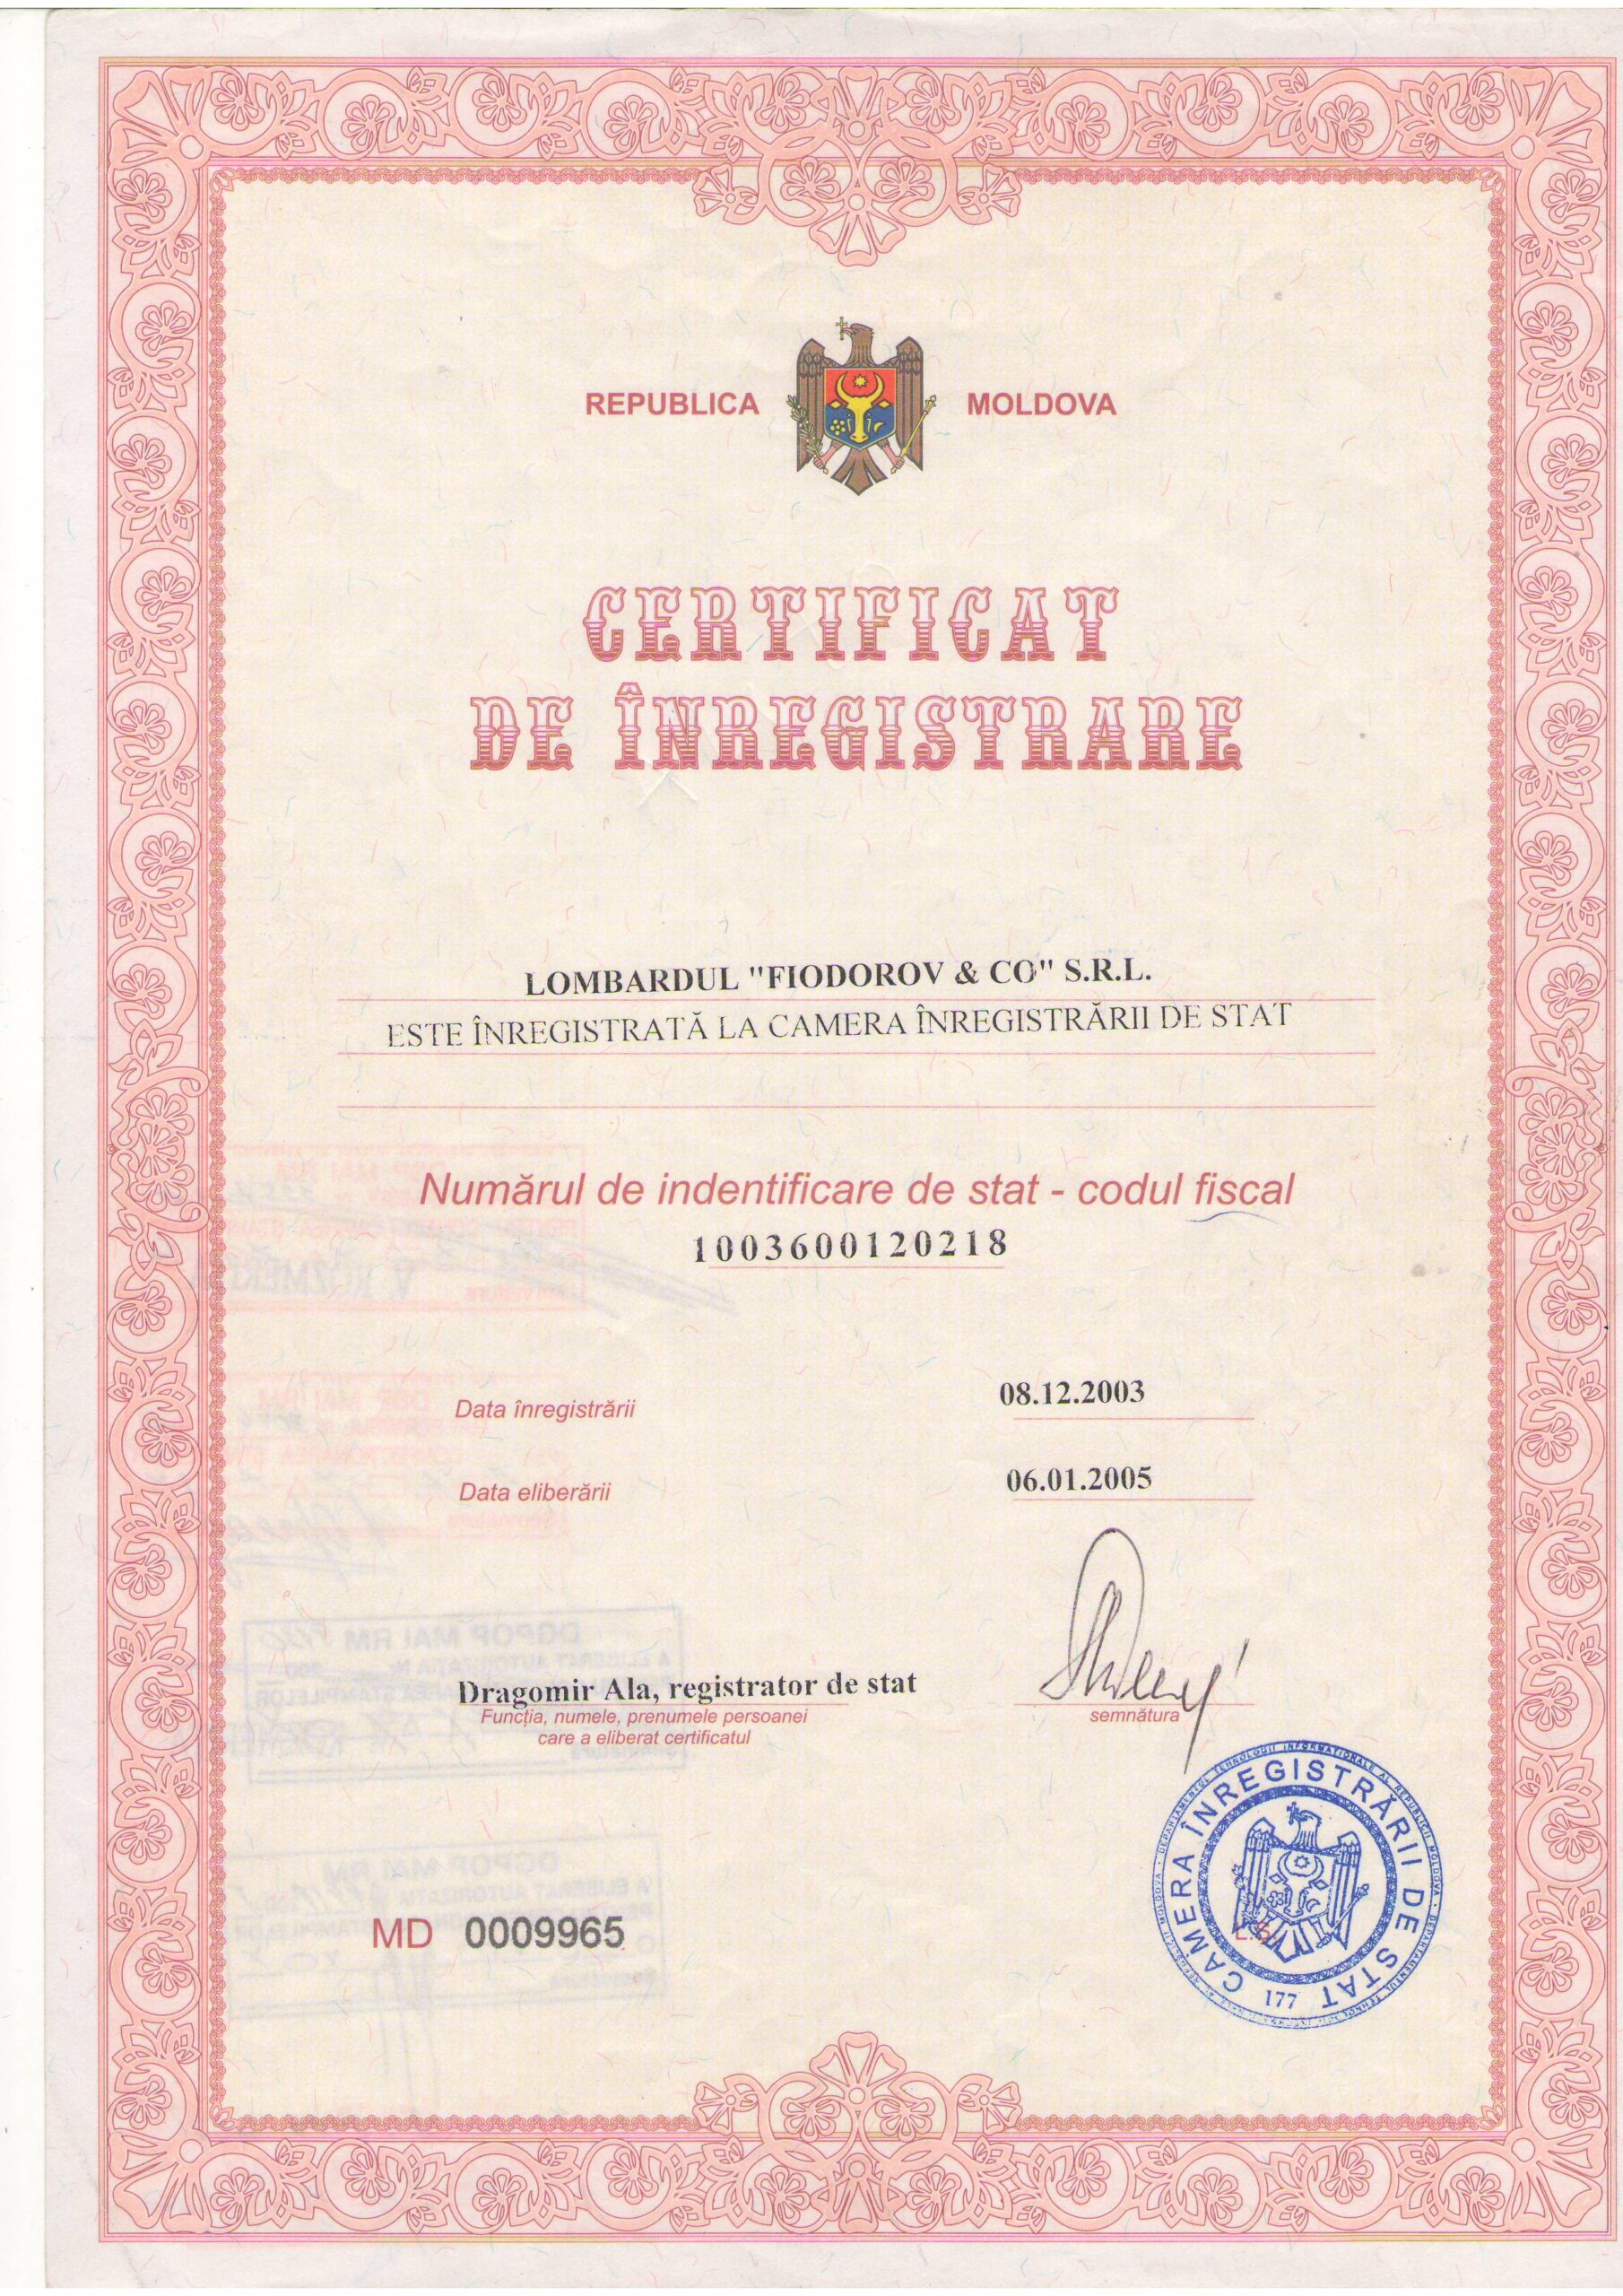 REPUBLICA MOLDOVA
CERTIFICAT
DE ÎNREGISTRARE
LOMBARDUL "FIODOROV & CO" S.R.L.
ESTE ÎNREGISTRATĂ LA CAMERA ÎNREGISTRĂRII DE STAT
Numărul de indentificare de stat - codul fiscal
1003600120218
Data înregistrării 08.12.2003
Data eliberării 06.01.2005
Dragomir Ala, registrator de stat
Funcția, numele, prenumele persoanei
care a eliberat certificatul
semnătura
CAMERA ÎNREGISTRĂRII DE STAT
177
L.Ș.
MD 0009965